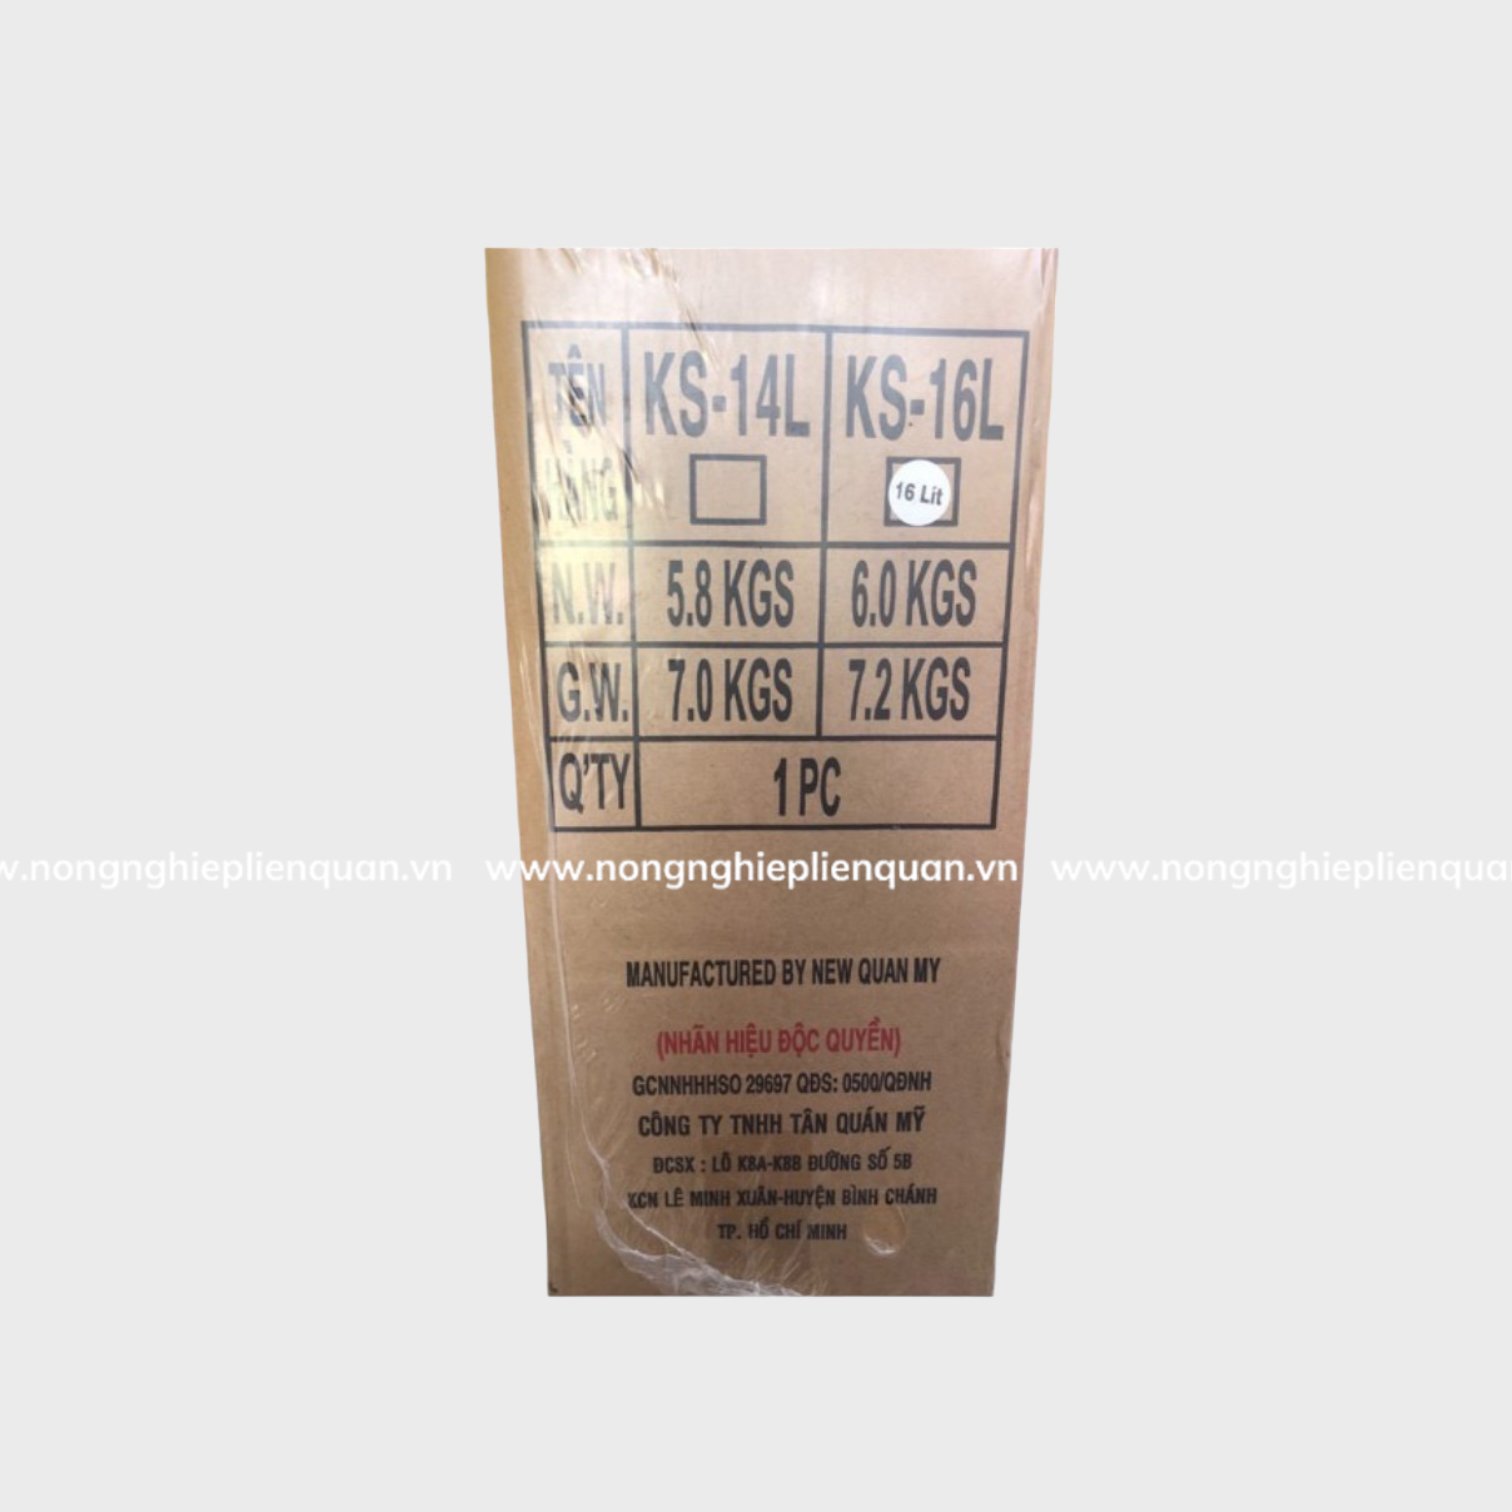 TÊN KS-14L KS-16L
HÀNG 16 Lít
N.W. 5.8 KGS 6.0 KGS
G.W. 7.0 KGS 7.2 KGS
Q'TY 1 PC
www.nongnghieplienquan.vn www.nongnghieplienquan.vn www.nongnghieplienquan
MANUFACTURED BY NEW QUAN MY
(NHÃN HIỆU ĐỘC QUYỀN)
GCNNHHHSO 29697 QĐS: 0500/QĐNH
CÔNG TY TNHH TÂN QUÁN MỸ
ĐCSX : LÔ K8A-K8B ĐƯỜNG SỐ 5B
KCN LÊ MINH XUÂN-HUYỆN BÌNH CHÁNH
TP. HỒ CHÍ MINH